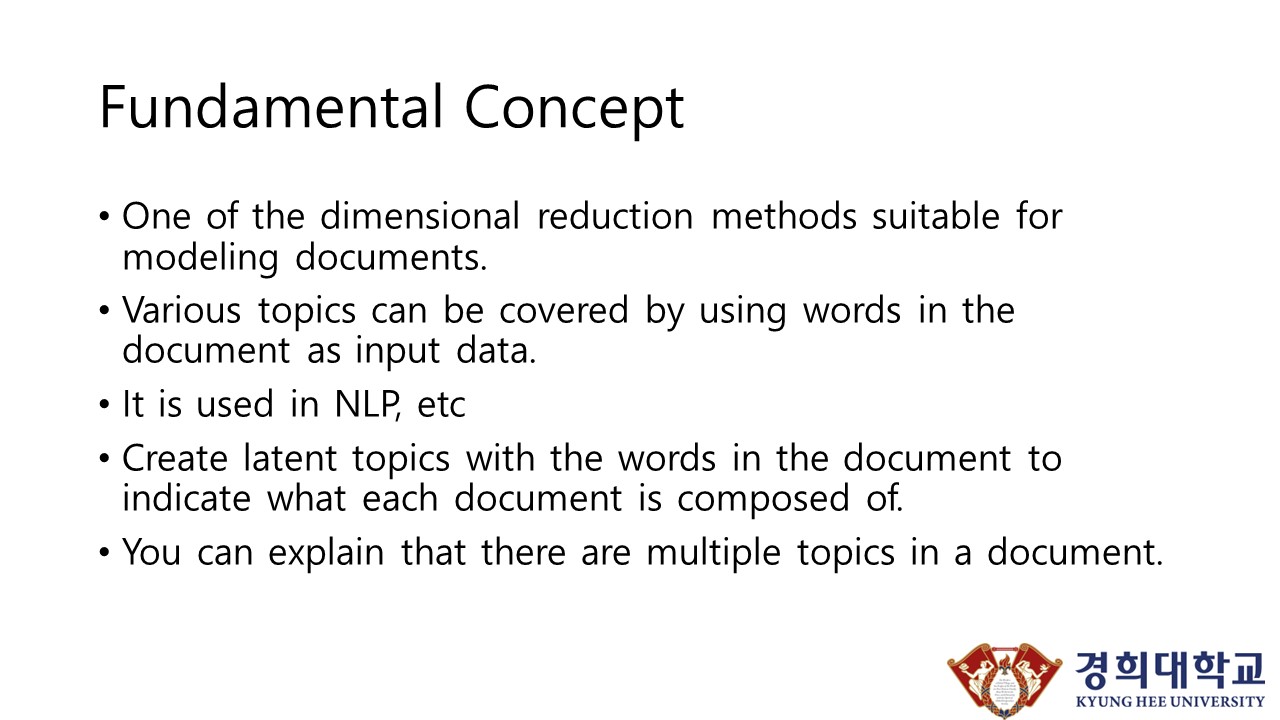 Fundamental Concept
• One of the dimensional reduction methods suitable for
modeling documents.
• Various topics can be covered by using words in the
document as input data.
• It is used in NLP, etc
• Create latent topics with the words in the document to
indicate what each document is composed of.
• You can explain that there are multiple topics in a document.
경희대학교
KYUNG HEE UNIVERSITY